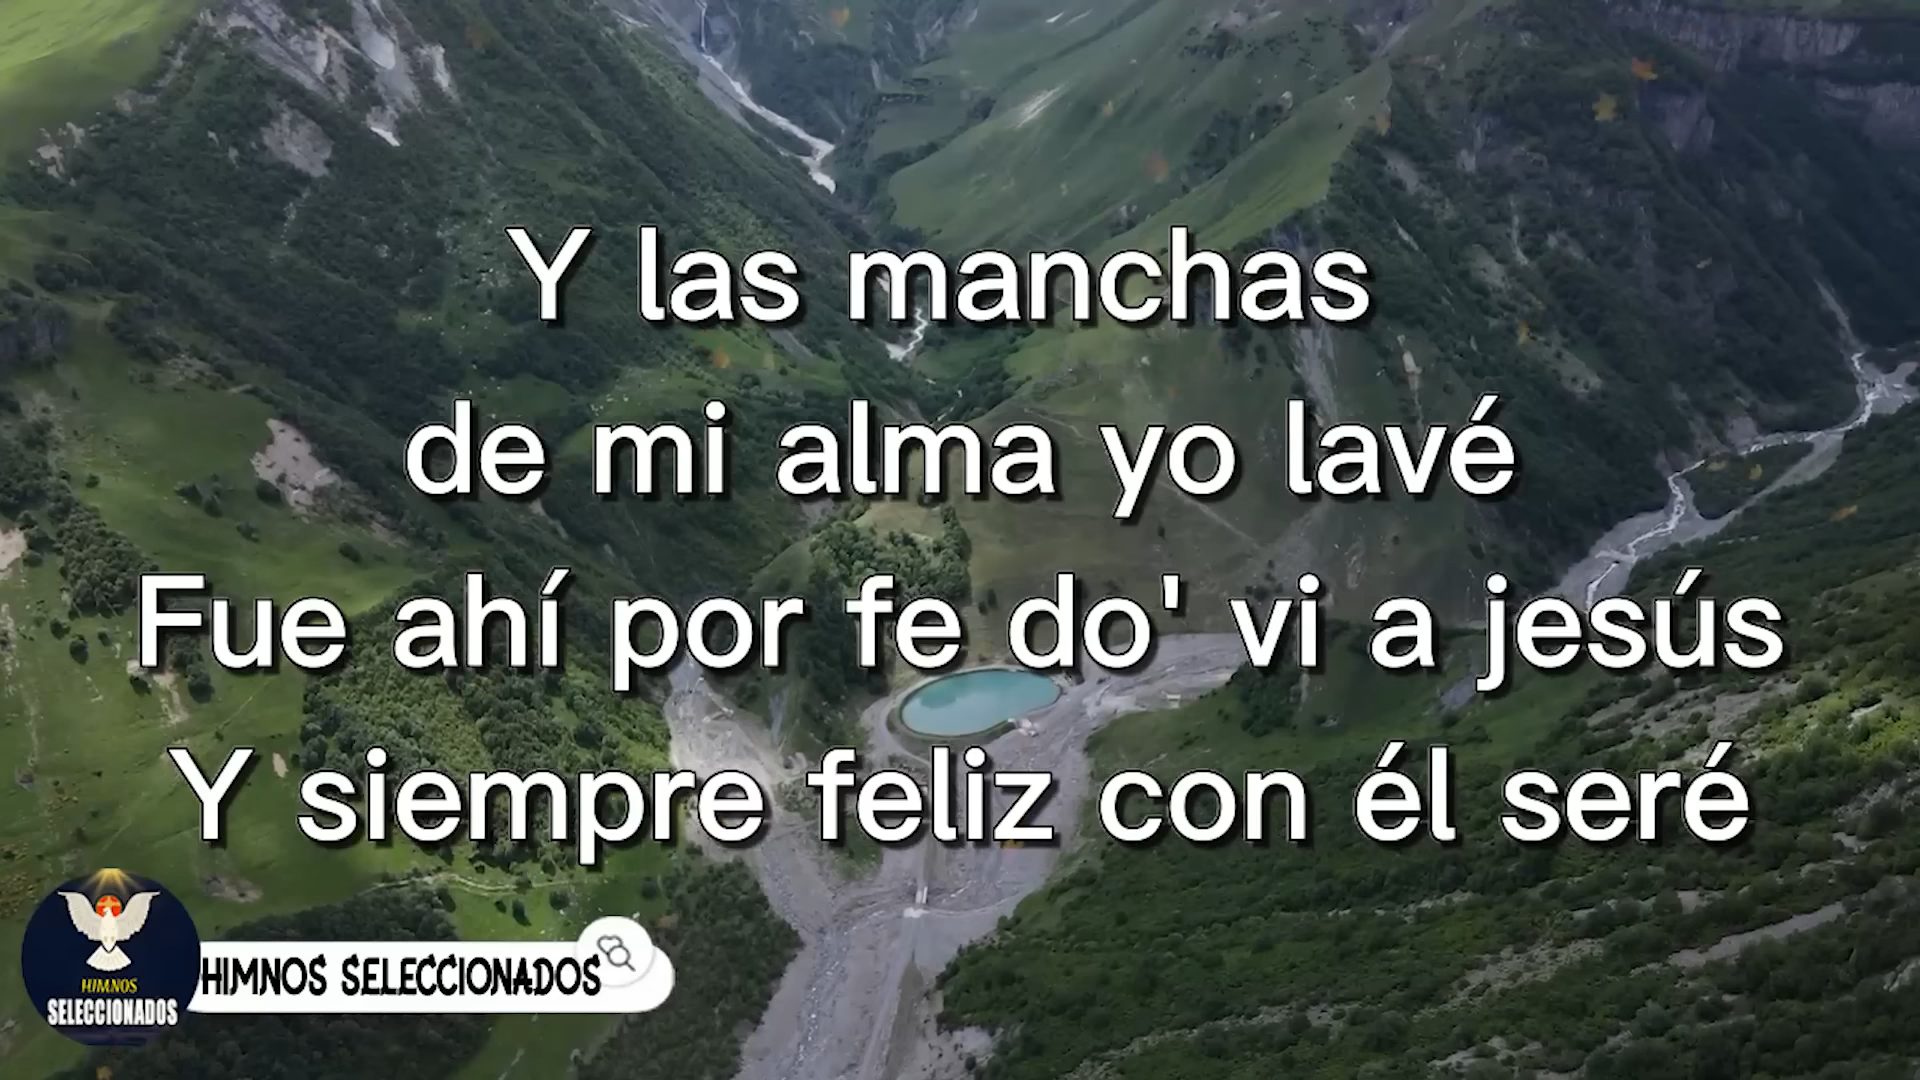 Y las manchas
de mi alma yo lavé
Fue ahí por fe do' vi a jesús
Y siempre feliz con él seré
HIMNOS
SELECCIONADOS
HIMNOS SELECCIONADOS